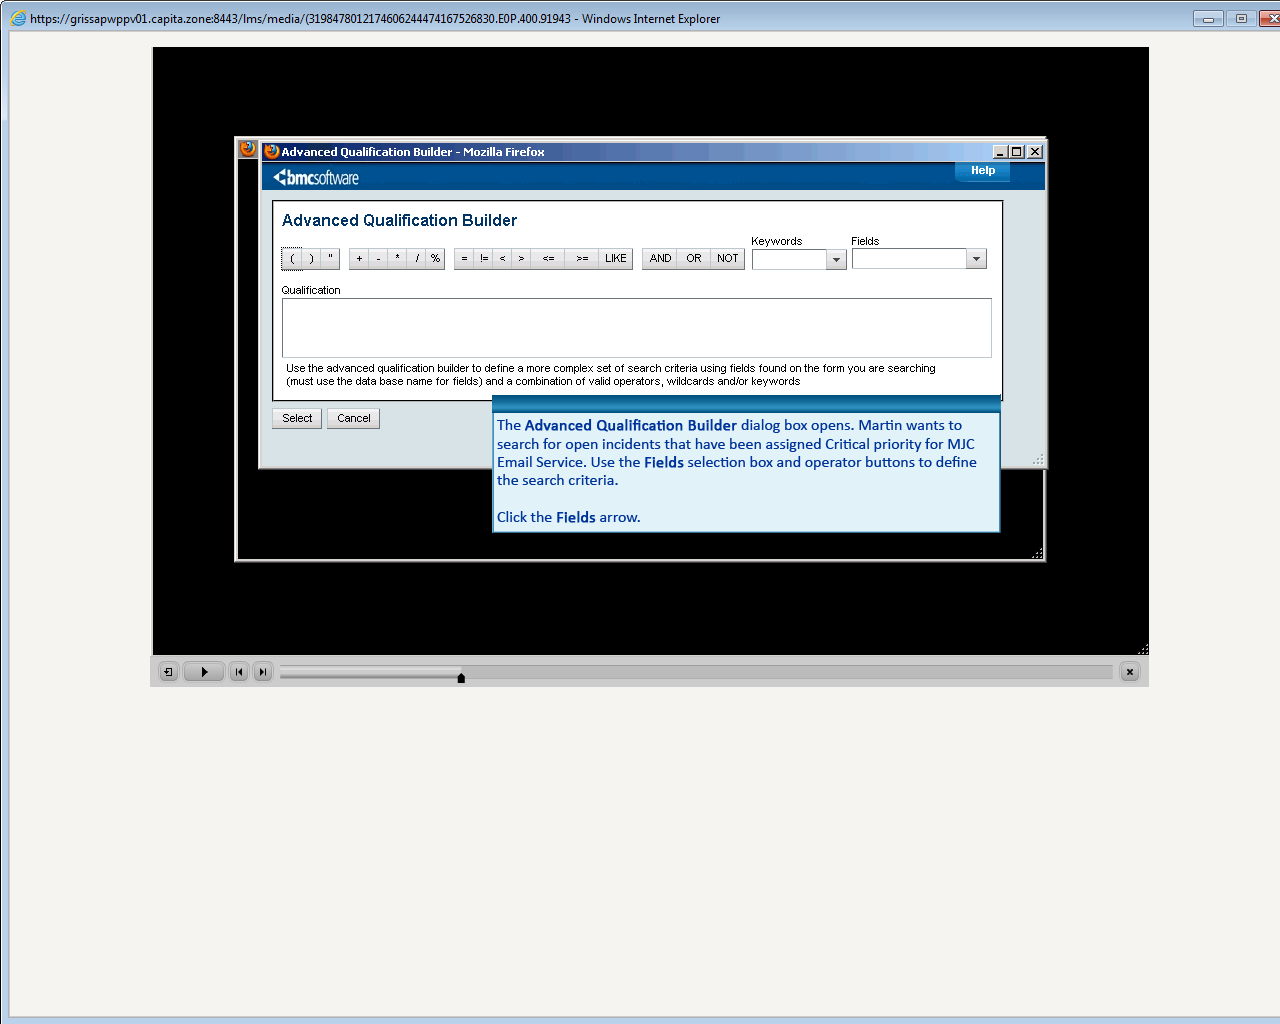 https://grissapwppv01.capita.zone:8443/lms/media/(3198478012174606244474167526830.E0P.400.91943 - Windows Internet Explorer
Advanced Qualification Builder - Mozilla Firefox
bmcsoftware
Help
Advanced Qualification Builder
Keywords
Fields
( ) " + - * / % = != < > <= >= LIKE AND OR NOT
Qualification
Use the advanced qualification builder to define a more complex set of search criteria using fields found on the form you are searching
(must use the data base name for fields) and a combination of valid operators, wildcards and/or keywords
Select
Cancel
The Advanced Qualification Builder dialog box opens. Martin wants to
search for open incidents that have been assigned Critical priority for MJC
Email Service. Use the Fields selection box and operator buttons to define
the search criteria.
Click the Fields arrow.